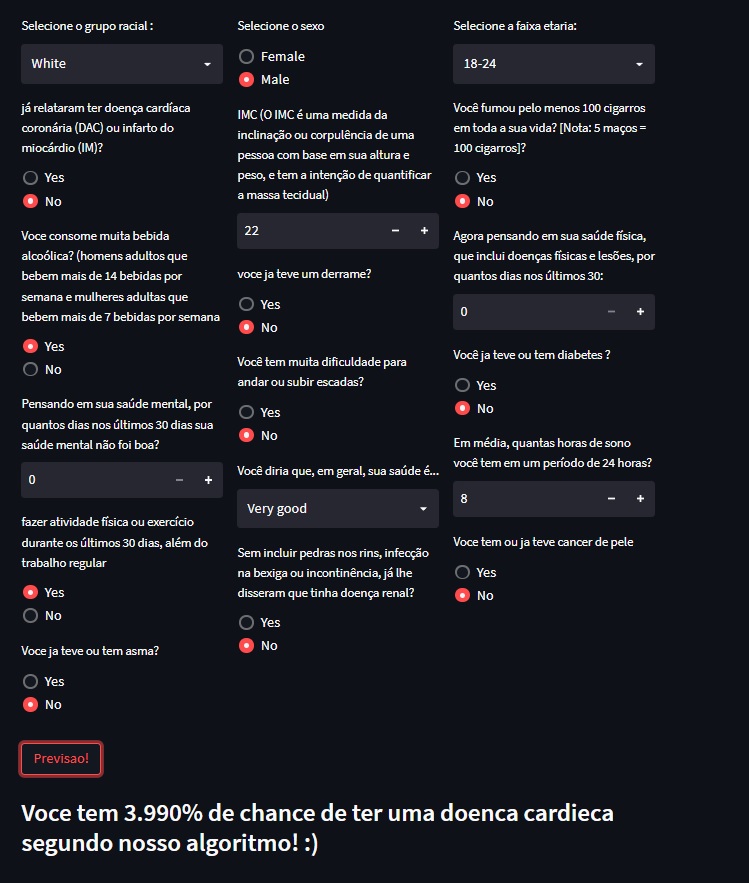 Selecione o grupo racial :
White
já relataram ter doença cardíaca
coronária (DAC) ou infarto do
miocárdio (IM)?
Yes
No
Voce consome muita bebida
alcoólica? (homens adultos que
bebem mais de 14 bebidas por
semana e mulheres adultas que
bebem mais de 7 bebidas por semana
Yes
No
Pensando em sua saúde mental, por
quantos dias nos últimos 30 dias sua
saúde mental não foi boa?
0
fazer atividade física ou exercício
durante os últimos 30 dias, além do
trabalho regular
Yes
No
Voce ja teve ou tem asma?
Yes
No
Selecione o sexo
Female
Male
IMC (O IMC é uma medida da
inclinação ou corpulência de uma
pessoa com base em sua altura e
peso, e tem a intenção de quantificar
a massa tecidual)
22
voce ja teve um derrame?
Yes
No
Você tem muita dificuldade para
andar ou subir escadas?
Yes
No
Você diria que, em geral, sua saúde é...
Very good
Sem incluir pedras nos rins, infecção
na bexiga ou incontinência, já lhe
disseram que tinha doença renal?
Yes
No
Selecione a faixa etaria:
18-24
Você fumou pelo menos 100 cigarros
em toda a sua vida? [Nota: 5 maços =
100 cigarros]?
Yes
No
Agora pensando em sua saúde física,
que inclui doenças físicas e lesões, por
quantos dias nos últimos 30:
0
Você ja teve ou tem diabetes ?
Yes
No
Em média, quantas horas de sono
você tem em um período de 24 horas?
8
Voce tem ou ja teve cancer de pele
Yes
No
Previsao!
Voce tem 3.990% de chance de ter uma doenca cardieca
segundo nosso algoritmo! :)